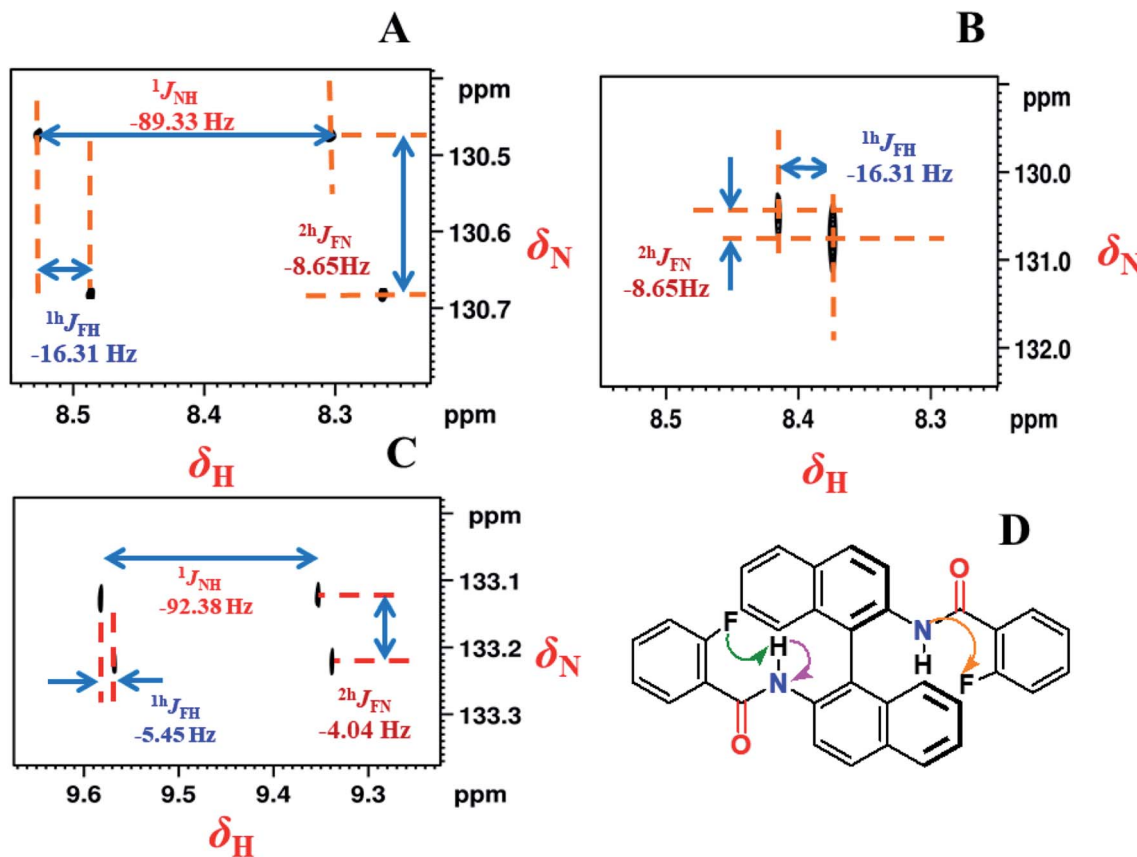 A
¹J_NH
-89.33 Hz
²ʰJ_FN
-8.65Hz
¹ʰJ_FH
-16.31 Hz
ppm
130.5
130.6
130.7
δ_N
8.5
8.4
8.3
ppm
δ_H
B
¹ʰJ_FH
-16.31 Hz
²ʰJ_FN
-8.65Hz
ppm
130.0
131.0
132.0
δ_N
8.5
8.4
8.3
ppm
δ_H
C
¹J_NH
-92.38 Hz
¹ʰJ_FH
-5.45 Hz
²ʰJ_FN
-4.04 Hz
ppm
133.1
133.2
133.3
δ_N
9.6
9.5
9.4
9.3
ppm
δ_H
D
O
F
N
H
H
F
N
O